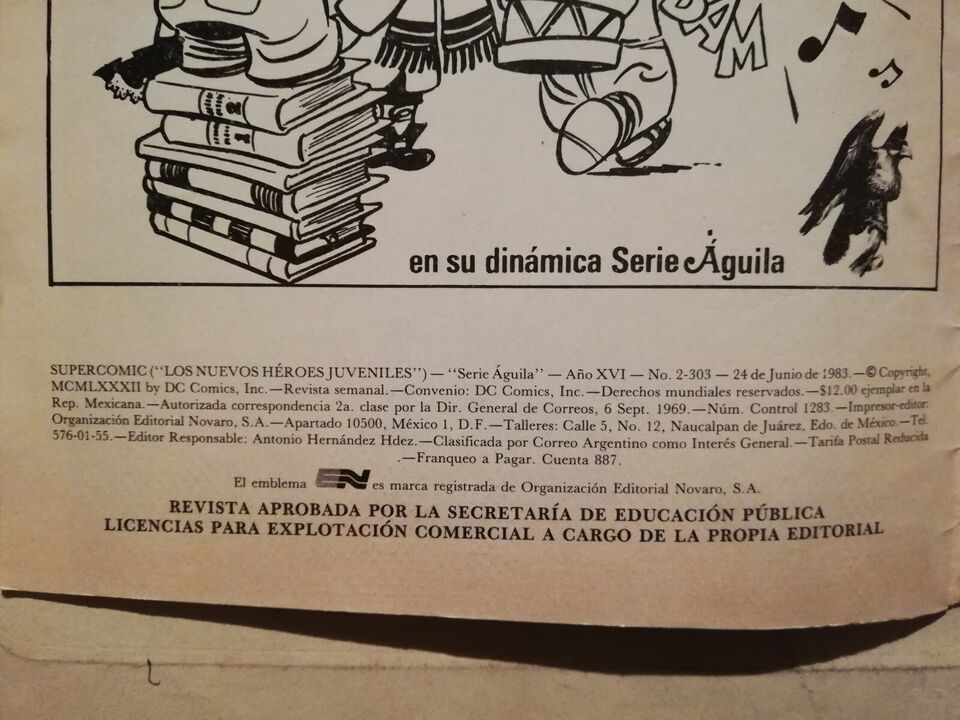 BAM
2
1
en su dinámica Serie Águila
SUPERCOMIC (“LOS NUEVOS HÉROES JUVENILES”) — “Serie Águila” — Año XVI — No. 2-303 — 24 de Junio de 1983.—© Copyright,
MCMLXXXII by DC Comics, Inc.—Revista semanal.—Convenio: DC Comics, Inc.—Derechos mundiales reservados.—$12.00 ejemplar en la
Rep. Mexicana.—Autorizada correspondencia 2a. clase por la Dir. General de Correos, 6 Sept. 1969.—Núm. Control 1283.—Impresor-editor:
Organización Editorial Novaro, S.A.—Apartado 10500, México 1, D.F.—Talleres: Calle 5, No. 12, Naucalpan de Juárez, Edo. de México.—Tel.
576-01-55.—Editor Responsable: Antonio Hernández Hdez.—Clasificada por Correo Argentino como Interés General.—Tarifa Postal Reducida
.—Franqueo a Pagar. Cuenta 887.
El emblema EN es marca registrada de Organización Editorial Novaro, S.A.
REVISTA APROBADA POR LA SECRETARÍA DE EDUCACIÓN PÚBLICA
LICENCIAS PARA EXPLOTACIÓN COMERCIAL A CARGO DE LA PROPIA EDITORIAL